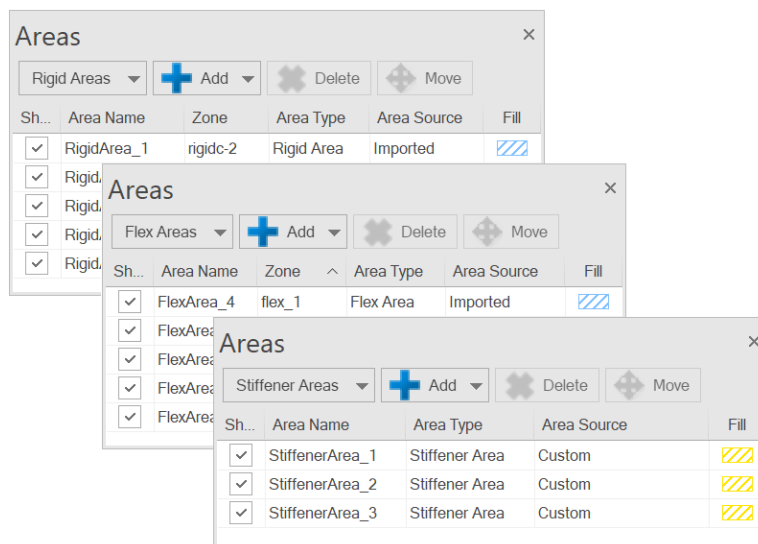 Areas
Rigid Areas Add Delete Move
Sh... Area Name Zone Area Type Area Source Fill
RigidArea_1 rigidc-2 Rigid Area Imported
Areas
Flex Areas Add Delete Move
Sh... Area Name Zone Area Type Area Source Fill
FlexArea_4 flex_1 Flex Area Imported
Areas
Stiffener Areas Add Delete Move
Sh... Area Name Area Type Area Source Fill
StiffenerArea_1 Stiffener Area Custom
StiffenerArea_2 Stiffener Area Custom
StiffenerArea_3 Stiffener Area Custom